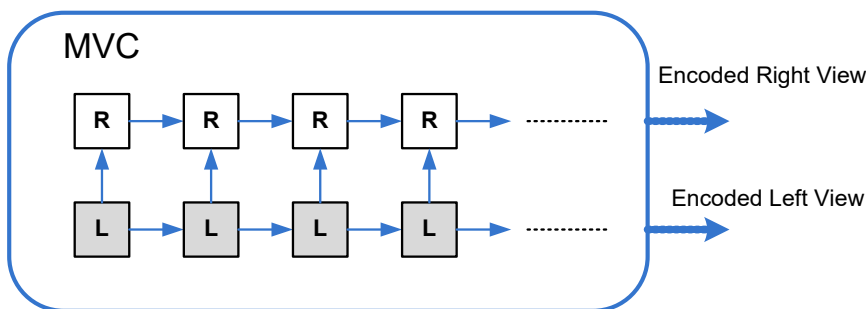 MVC
Encoded Right View
R R R R
Encoded Left View
L L L L